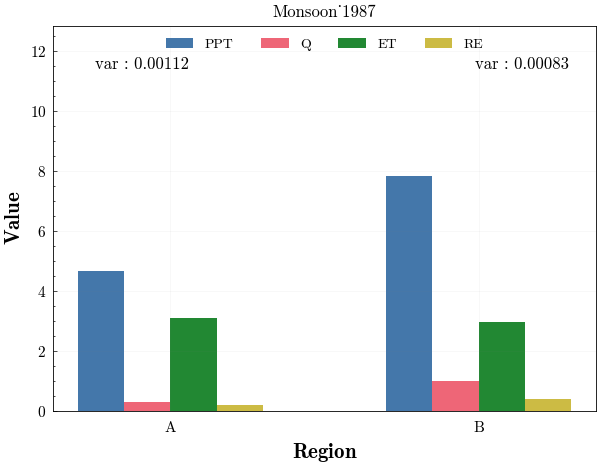 Monsoon˙1987
PPT Q ET RE
var : 0.00112 var : 0.00083
12
10
8
6
4
2
0
Value
A B
Region